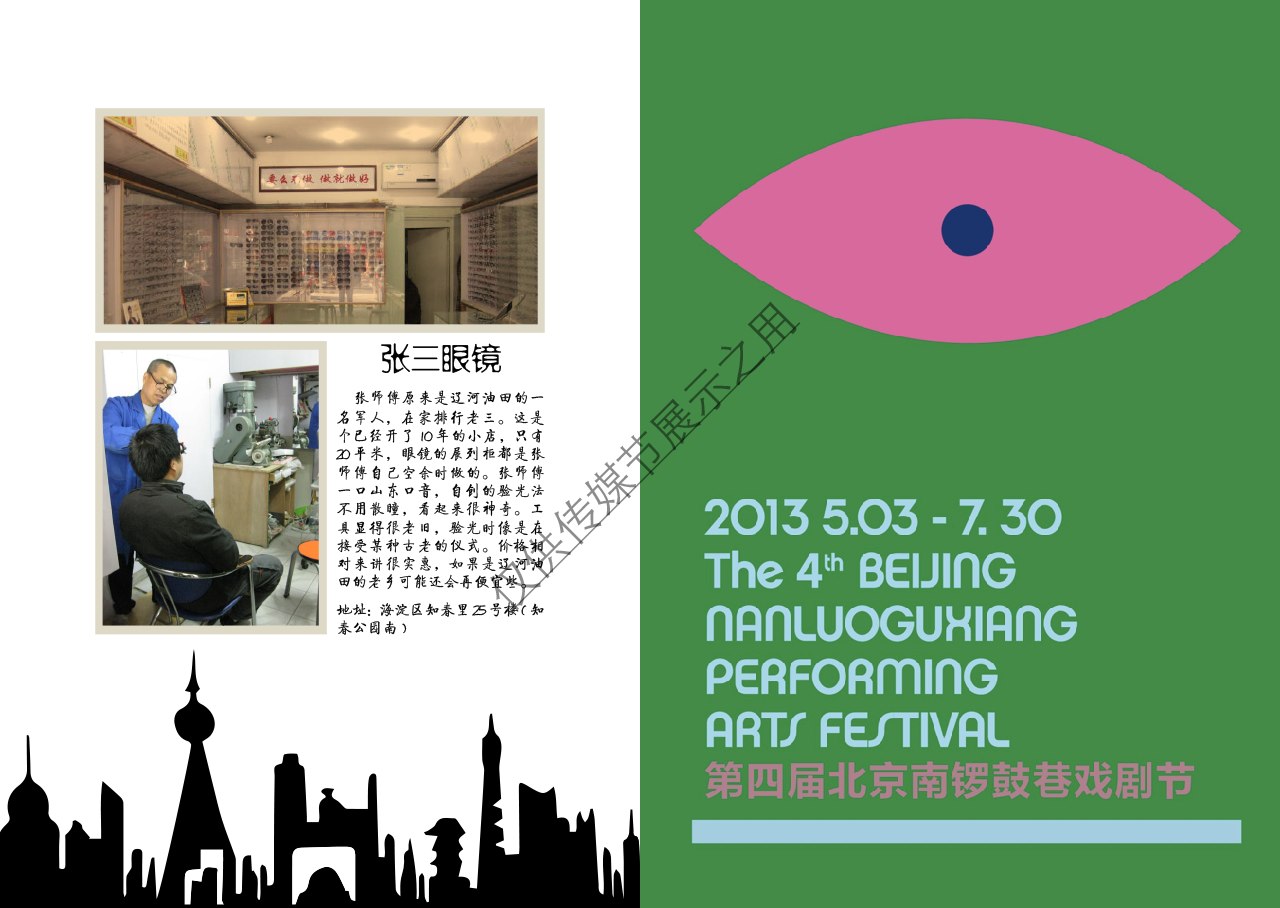 要么不做 做就做好
张三眼镜
张师傅原来是辽河油田的一
名军人，在家排行老三。这是
个已经开了 10 年的小店，只有
20 平米，眼镜的展列柜都是张
师傅自己空余时做的。张师傅
一口山东口音，自创的验光法
不用散瞳，看起来很神奇。工
具显得很老旧，验光时像是在
接受某种古老的仪式。价格相
对来讲很实惠，如果是辽河油
田的老乡可能还会再便宜些。
地址：海淀区知春里 25 号楼（知
春公园南）
仅供传媒节展示之用
2013 5.03 - 7. 30
The 4th BEIJING
NANLUOGUXIANG
PERFORMING
ARTS FESTIVAL
第四届北京南锣鼓巷戏剧节